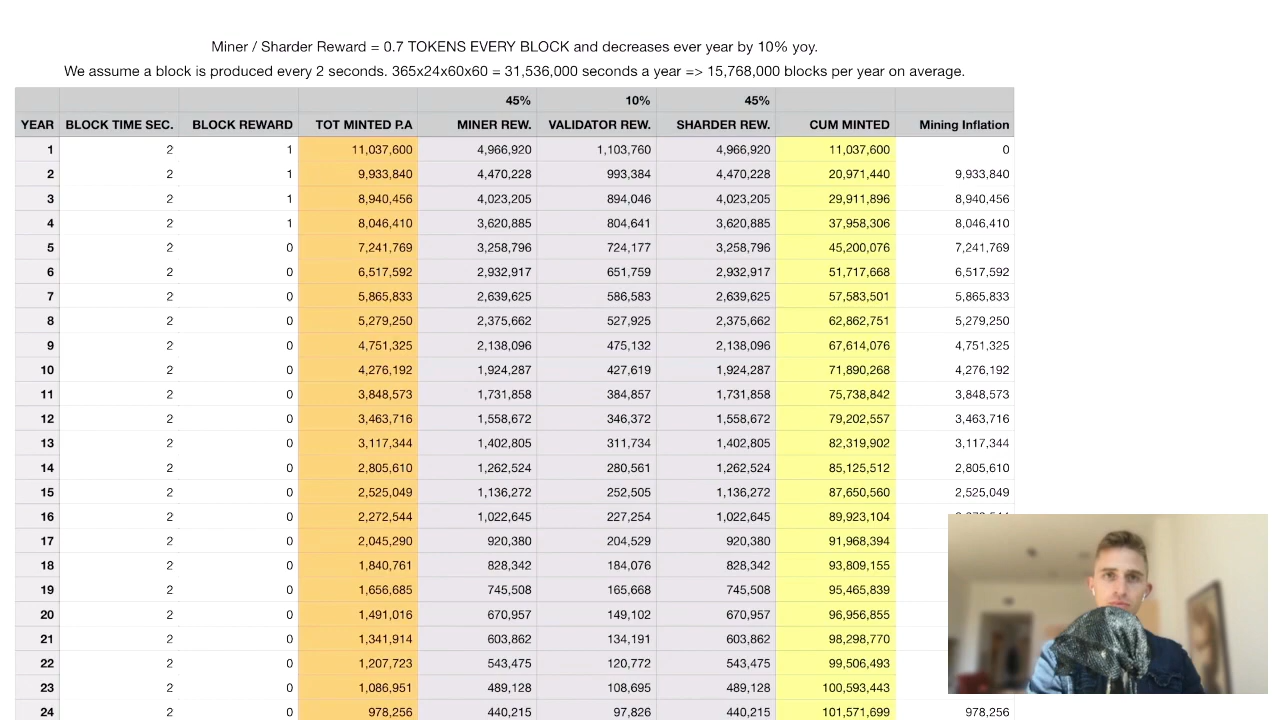 Miner / Sharder Reward = 0.7 TOKENS EVERY BLOCK and decreases ever year by 10% yoy.
We assume a block is produced every 2 seconds. 365x24x60x60 = 31,536,000 seconds a year => 15,768,000 blocks per year on average.
45% 10% 45%
YEAR BLOCK TIME SEC. BLOCK REWARD TOT MINTED P.A MINER REW. VALIDATOR REW. SHARDER REW. CUM MINTED Mining Inflation
1 2 1 11,037,600 4,966,920 1,103,760 4,966,920 11,037,600 0
2 2 1 9,933,840 4,470,228 993,384 4,470,228 20,971,440 9,933,840
3 2 1 8,940,456 4,023,205 894,046 4,023,205 29,911,896 8,940,456
4 2 1 8,046,410 3,620,885 804,641 3,620,885 37,958,306 8,046,410
5 2 0 7,241,769 3,258,796 724,177 3,258,796 45,200,076 7,241,769
6 2 0 6,517,592 2,932,917 651,759 2,932,917 51,717,668 6,517,592
7 2 0 5,865,833 2,639,625 586,583 2,639,625 57,583,501 5,865,833
8 2 0 5,279,250 2,375,662 527,925 2,375,662 62,862,751 5,279,250
9 2 0 4,751,325 2,138,096 475,132 2,138,096 67,614,076 4,751,325
10 2 0 4,276,192 1,924,287 427,619 1,924,287 71,890,268 4,276,192
11 2 0 3,848,573 1,731,858 384,857 1,731,858 75,738,842 3,848,573
12 2 0 3,463,716 1,558,672 346,372 1,558,672 79,202,557 3,463,716
13 2 0 3,117,344 1,402,805 311,734 1,402,805 82,319,902 3,117,344
14 2 0 2,805,610 1,262,524 280,561 1,262,524 85,125,512 2,805,610
15 2 0 2,525,049 1,136,272 252,505 1,136,272 87,650,560 2,525,049
16 2 0 2,272,544 1,022,645 227,254 1,022,645 89,923,104
17 2 0 2,045,290 920,380 204,529 920,380 91,968,394
18 2 0 1,840,761 828,342 184,076 828,342 93,809,155
19 2 0 1,656,685 745,508 165,668 745,508 95,465,839
20 2 0 1,491,016 670,957 149,102 670,957 96,956,855
21 2 0 1,341,914 603,862 134,191 603,862 98,298,770
22 2 0 1,207,723 543,475 120,772 543,475 99,506,493
23 2 0 1,086,951 489,128 108,695 489,128 100,593,443
24 2 0 978,256 440,215 97,826 440,215 101,571,699 978,256